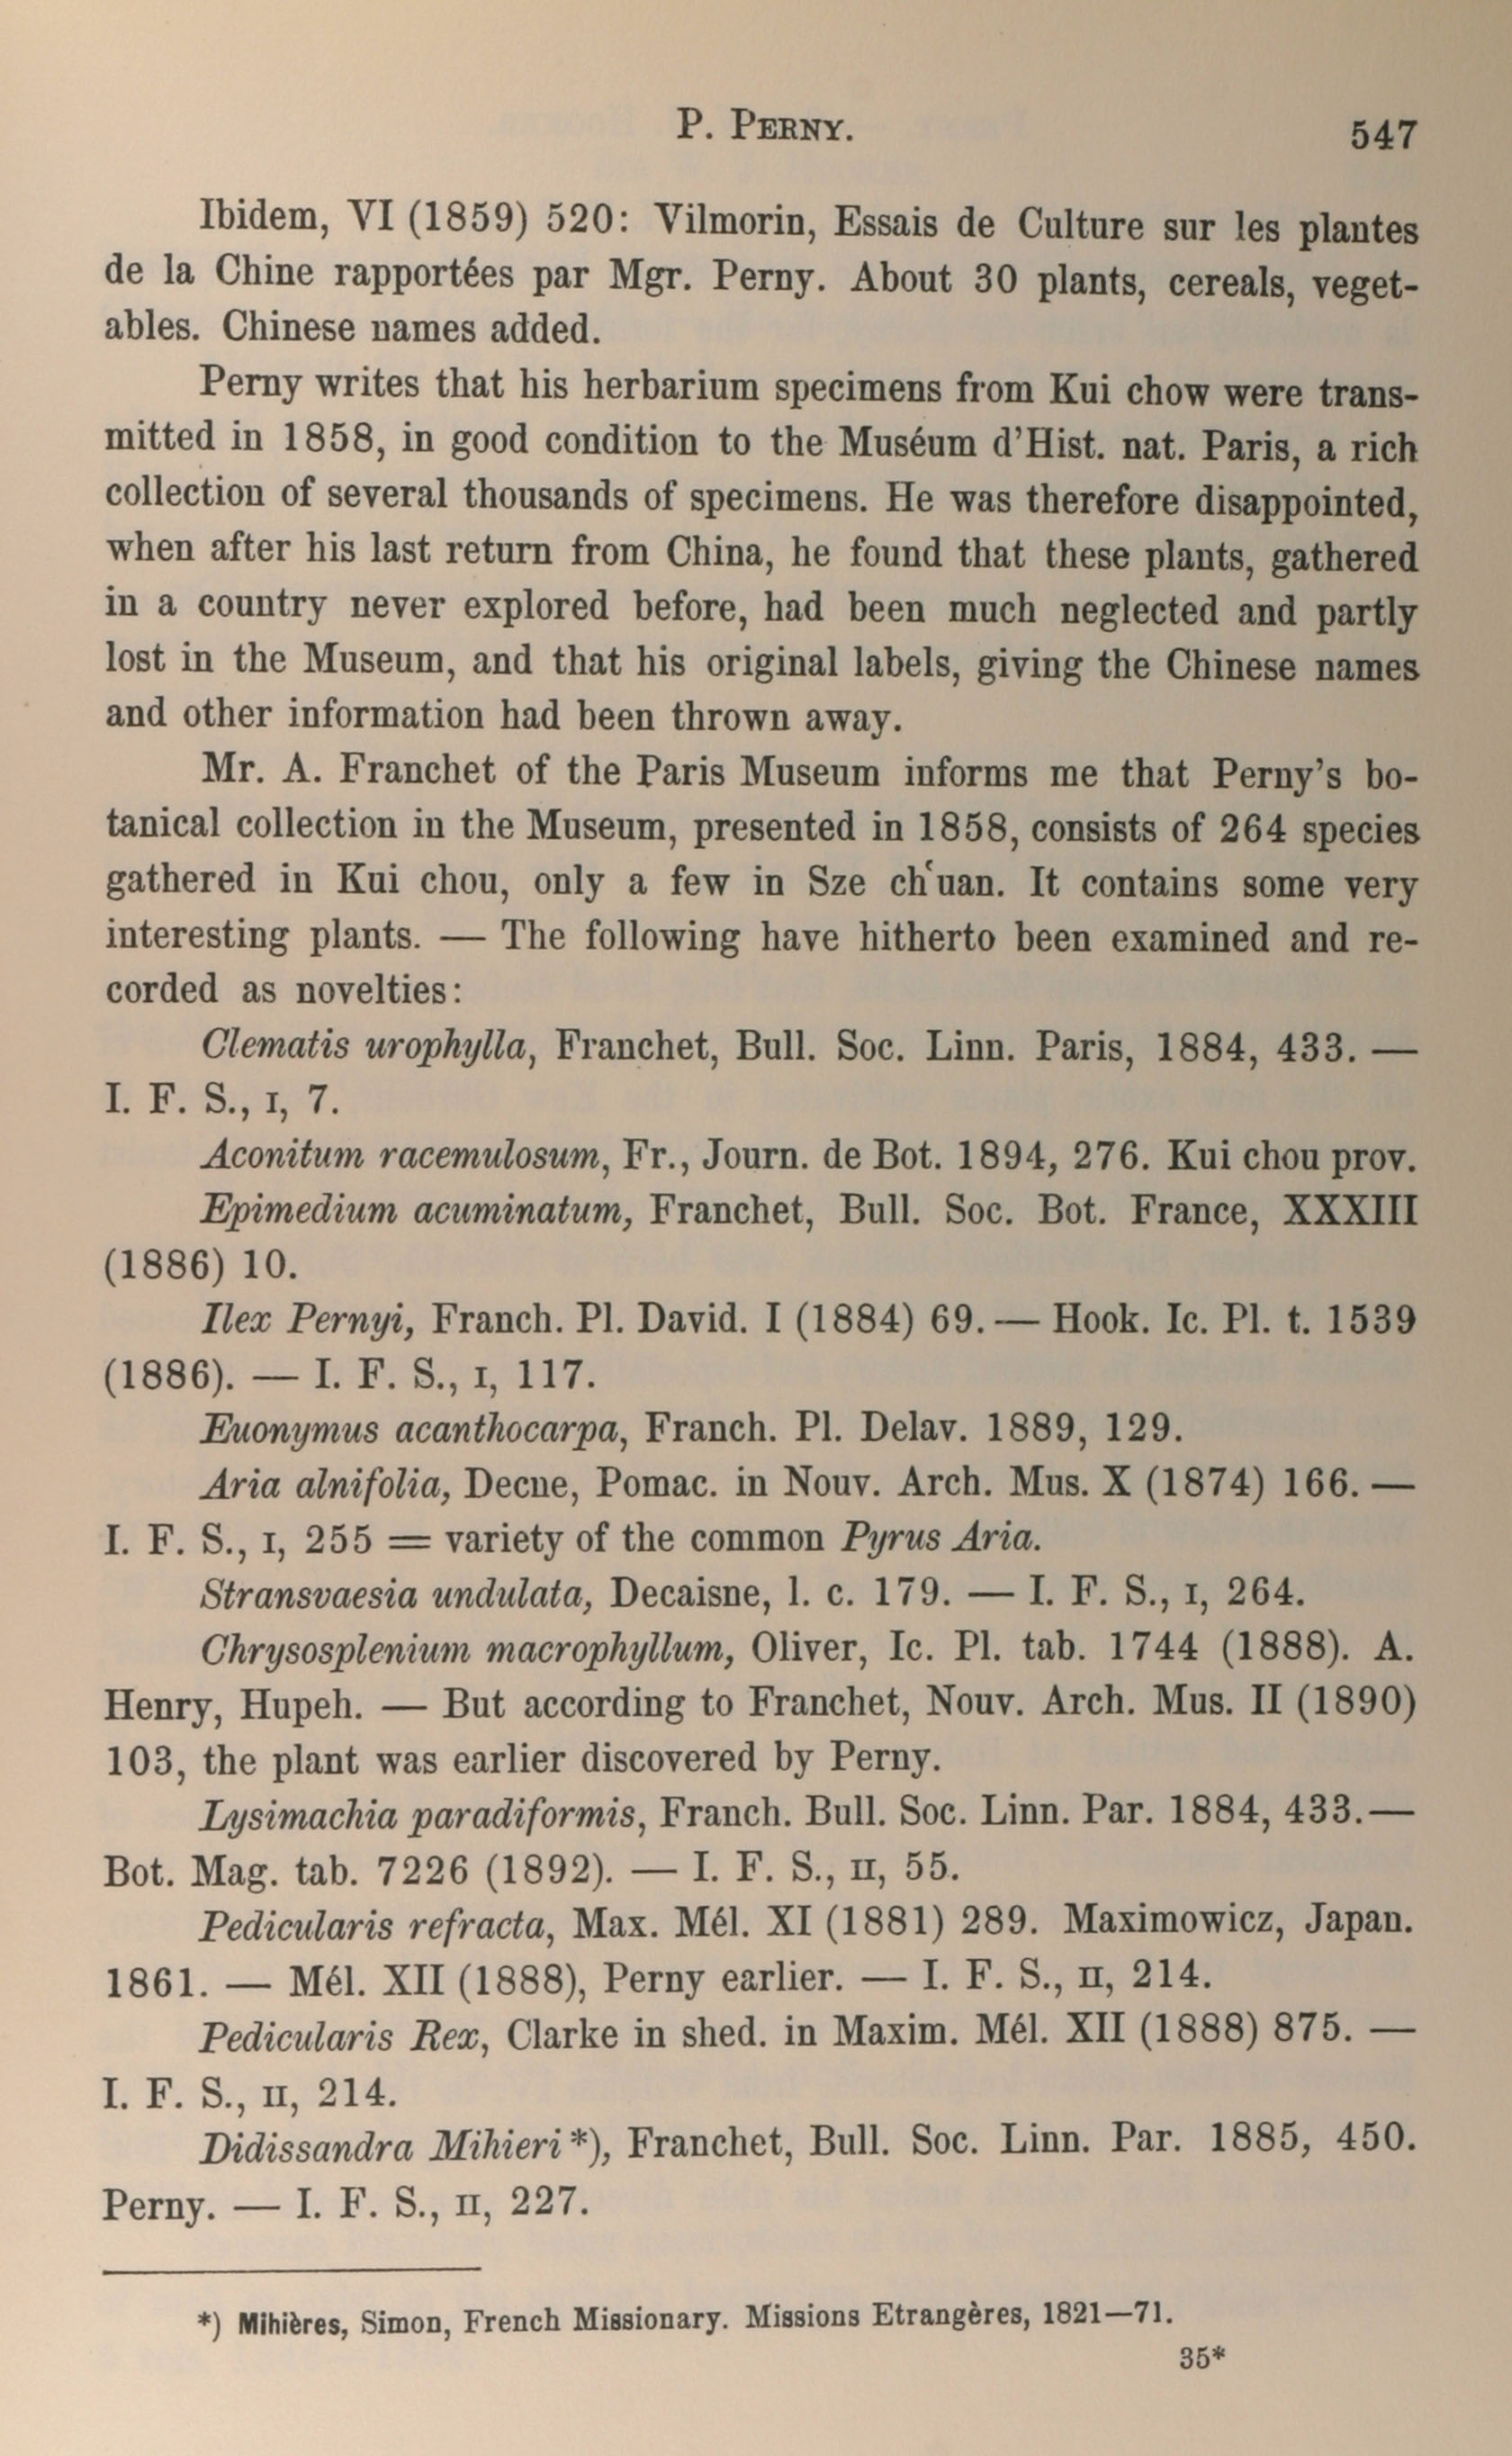 P. PERNY.
547
Ibidem, VI (1859) 520: Vilmorin, Essais de Culture sur les plantes
de la Chine rapportées par Mgr. Perny. About 30 plants, cereals, veget-
ables. Chinese names added.
Perny writes that his herbarium specimens from Kui chow were trans-
mitted in 1858, in good condition to the Muséum d'Hist. nat. Paris, a rich
collection of several thousands of specimens. He was therefore disappointed,
when after his last return from China, he found that these plants, gathered
in a country never explored before, had been much neglected and partly
lost in the Museum, and that his original labels, giving the Chinese names
and other information had been thrown away.
Mr. A. Franchet of the Paris Museum informs me that Perny's bo-
tanical collection in the Museum, presented in 1858, consists of 264 species
gathered in Kui chou, only a few in Sze chʻuan. It contains some very
interesting plants. — The following have hitherto been examined and re-
corded as novelties:
Clematis urophylla, Franchet, Bull. Soc. Linn. Paris, 1884, 433. —
I. F. S., I, 7.
Aconitum racemulosum, Fr., Journ. de Bot. 1894, 276. Kui chou prov.
Epimedium acuminatum, Franchet, Bull. Soc. Bot. France, XXXIII
(1886) 10.
Ilex Pernyi, Franch. Pl. David. I (1884) 69. — Hook. Ic. Pl. t. 1539
(1886). — I. F. S., I, 117.
Euonymus acanthocarpa, Franch. Pl. Delav. 1889, 129.
Aria alnifolia, Decne, Pomac. in Nouv. Arch. Mus. X (1874) 166. —
I. F. S., I, 255 = variety of the common Pyrus Aria.
Stransvaesia undulata, Decaisne, l. c. 179. — I. F. S., I, 264.
Chrysosplenium macrophyllum, Oliver, Ic. Pl. tab. 1744 (1888). A.
Henry, Hupeh. — But according to Franchet, Nouv. Arch. Mus. II (1890)
103, the plant was earlier discovered by Perny.
Lysimachia paradiformis, Franch. Bull. Soc. Linn. Par. 1884, 433.—
Bot. Mag. tab. 7226 (1892). — I. F. S., II, 55.
Pedicularis refracta, Max. Mél. XI (1881) 289. Maximowicz, Japan.
1861. — Mél. XII (1888), Perny earlier. — I. F. S., II, 214.
Pedicularis Rex, Clarke in shed. in Maxim. Mél. XII (1888) 875. —
I. F. S., II, 214.
Didissandra Mihieri*), Franchet, Bull. Soc. Linn. Par. 1885, 450.
Perny. — I. F. S., II, 227.
*) Mihières, Simon, French Missionary. Missions Etrangères, 1821—71.
35*